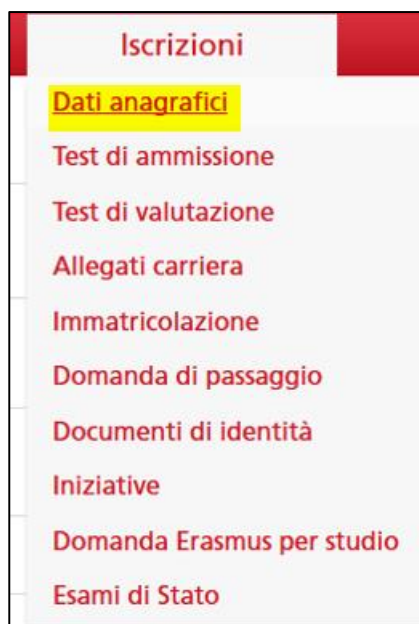 Iscrizioni
Dati anagrafici
Test di ammissione
Test di valutazione
Allegati carriera
Immatricolazione
Domanda di passaggio
Documenti di identità
Iniziative
Domanda Erasmus per studio
Esami di Stato